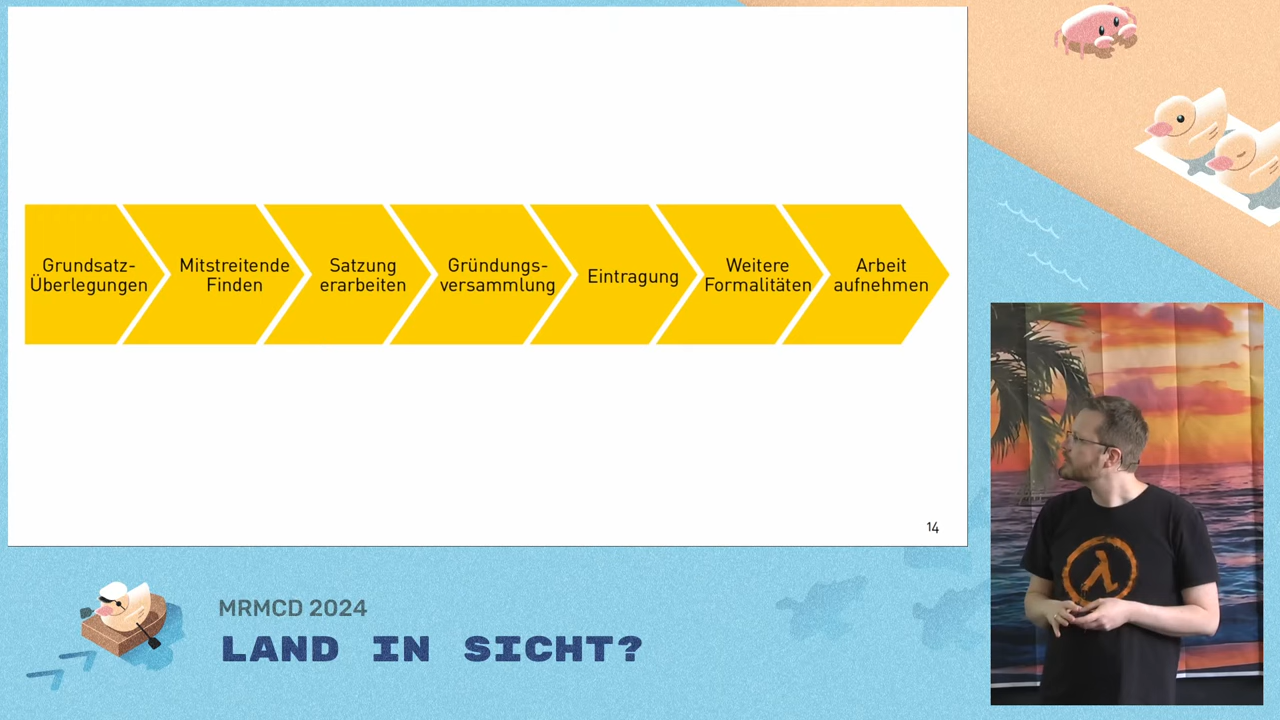 Grundsatz-
Überlegungen
Mitstreitende
Finden
Satzung
erarbeiten
Gründungs-
versammlung
Eintragung
Weitere
Formalitäten
Arbeit
aufnehmen
14
MRMCD 2024
LAND IN SICHT?